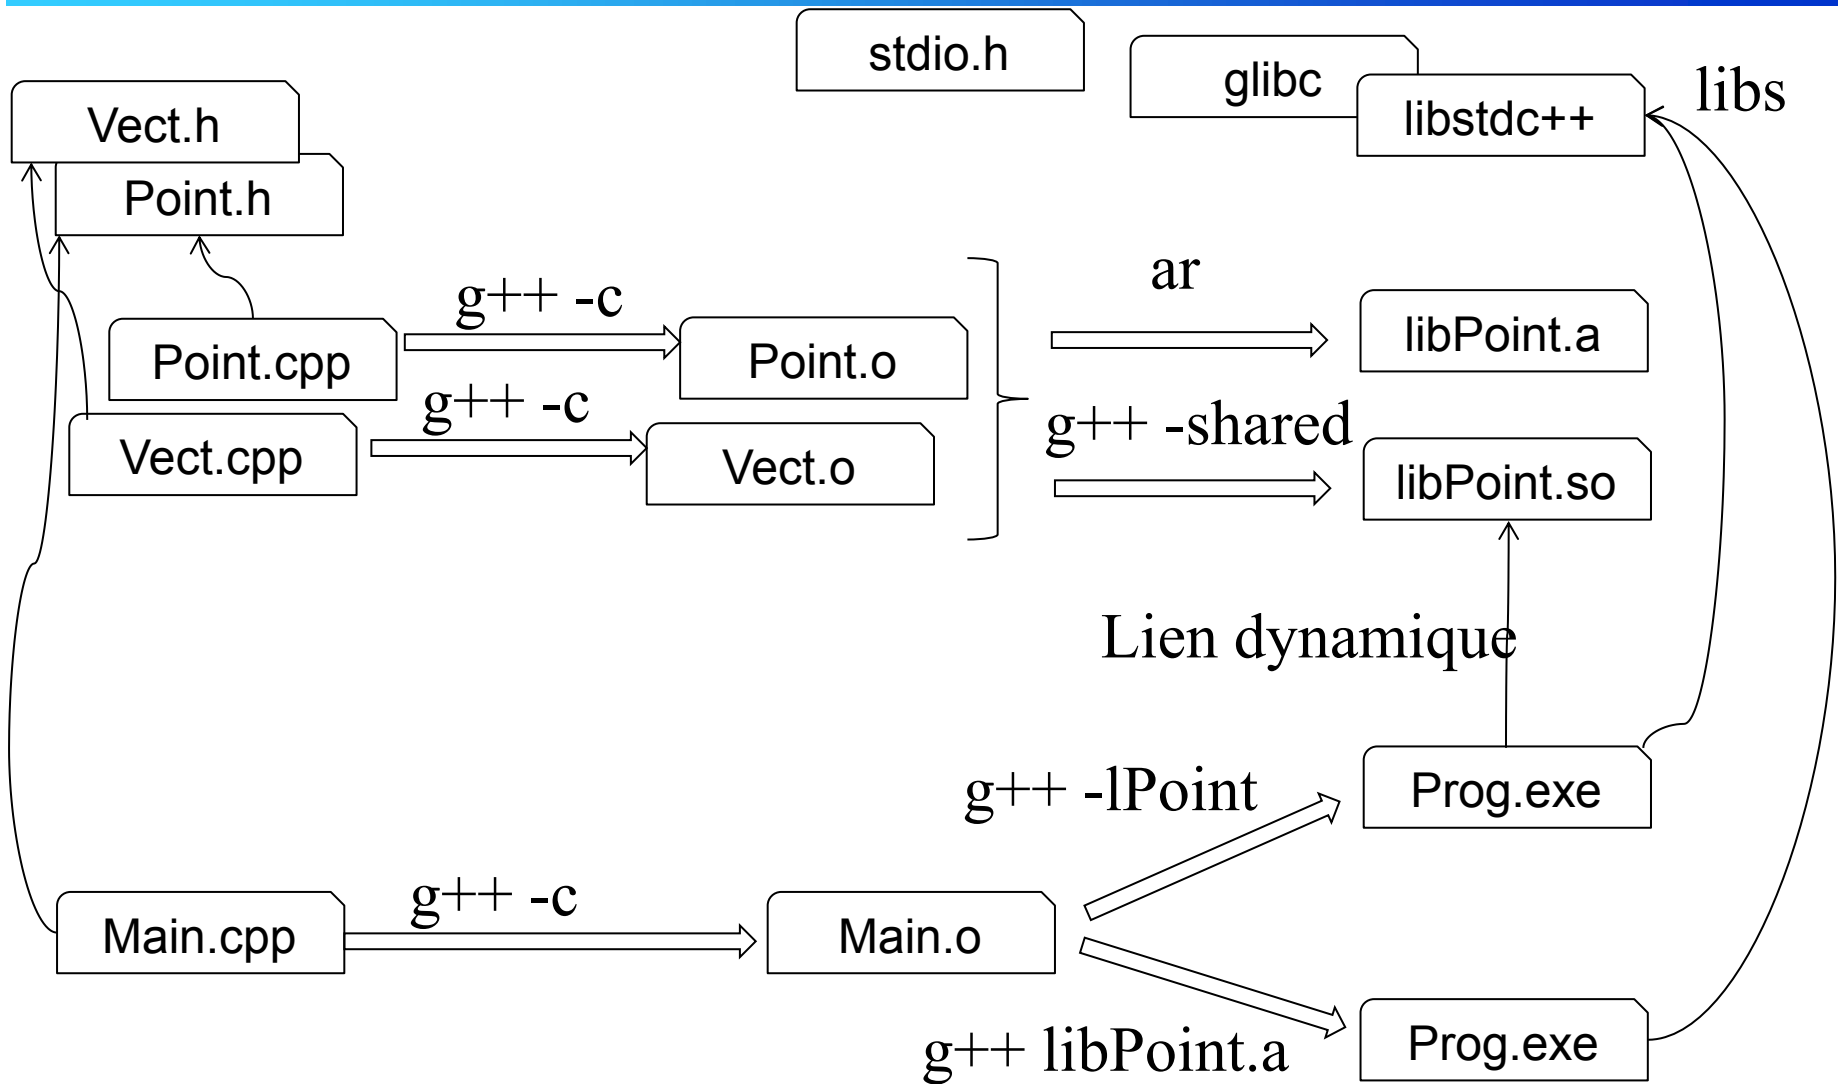 stdio.h
glibc
libstdc++
libs
Vect.h
Point.h
g++ -c
ar
Point.cpp
Point.o
libPoint.a
g++ -c
g++ -shared
Vect.cpp
Vect.o
libPoint.so
Lien dynamique
g++ -lPoint
Prog.exe
g++ -c
Main.cpp
Main.o
g++ libPoint.a
Prog.exe